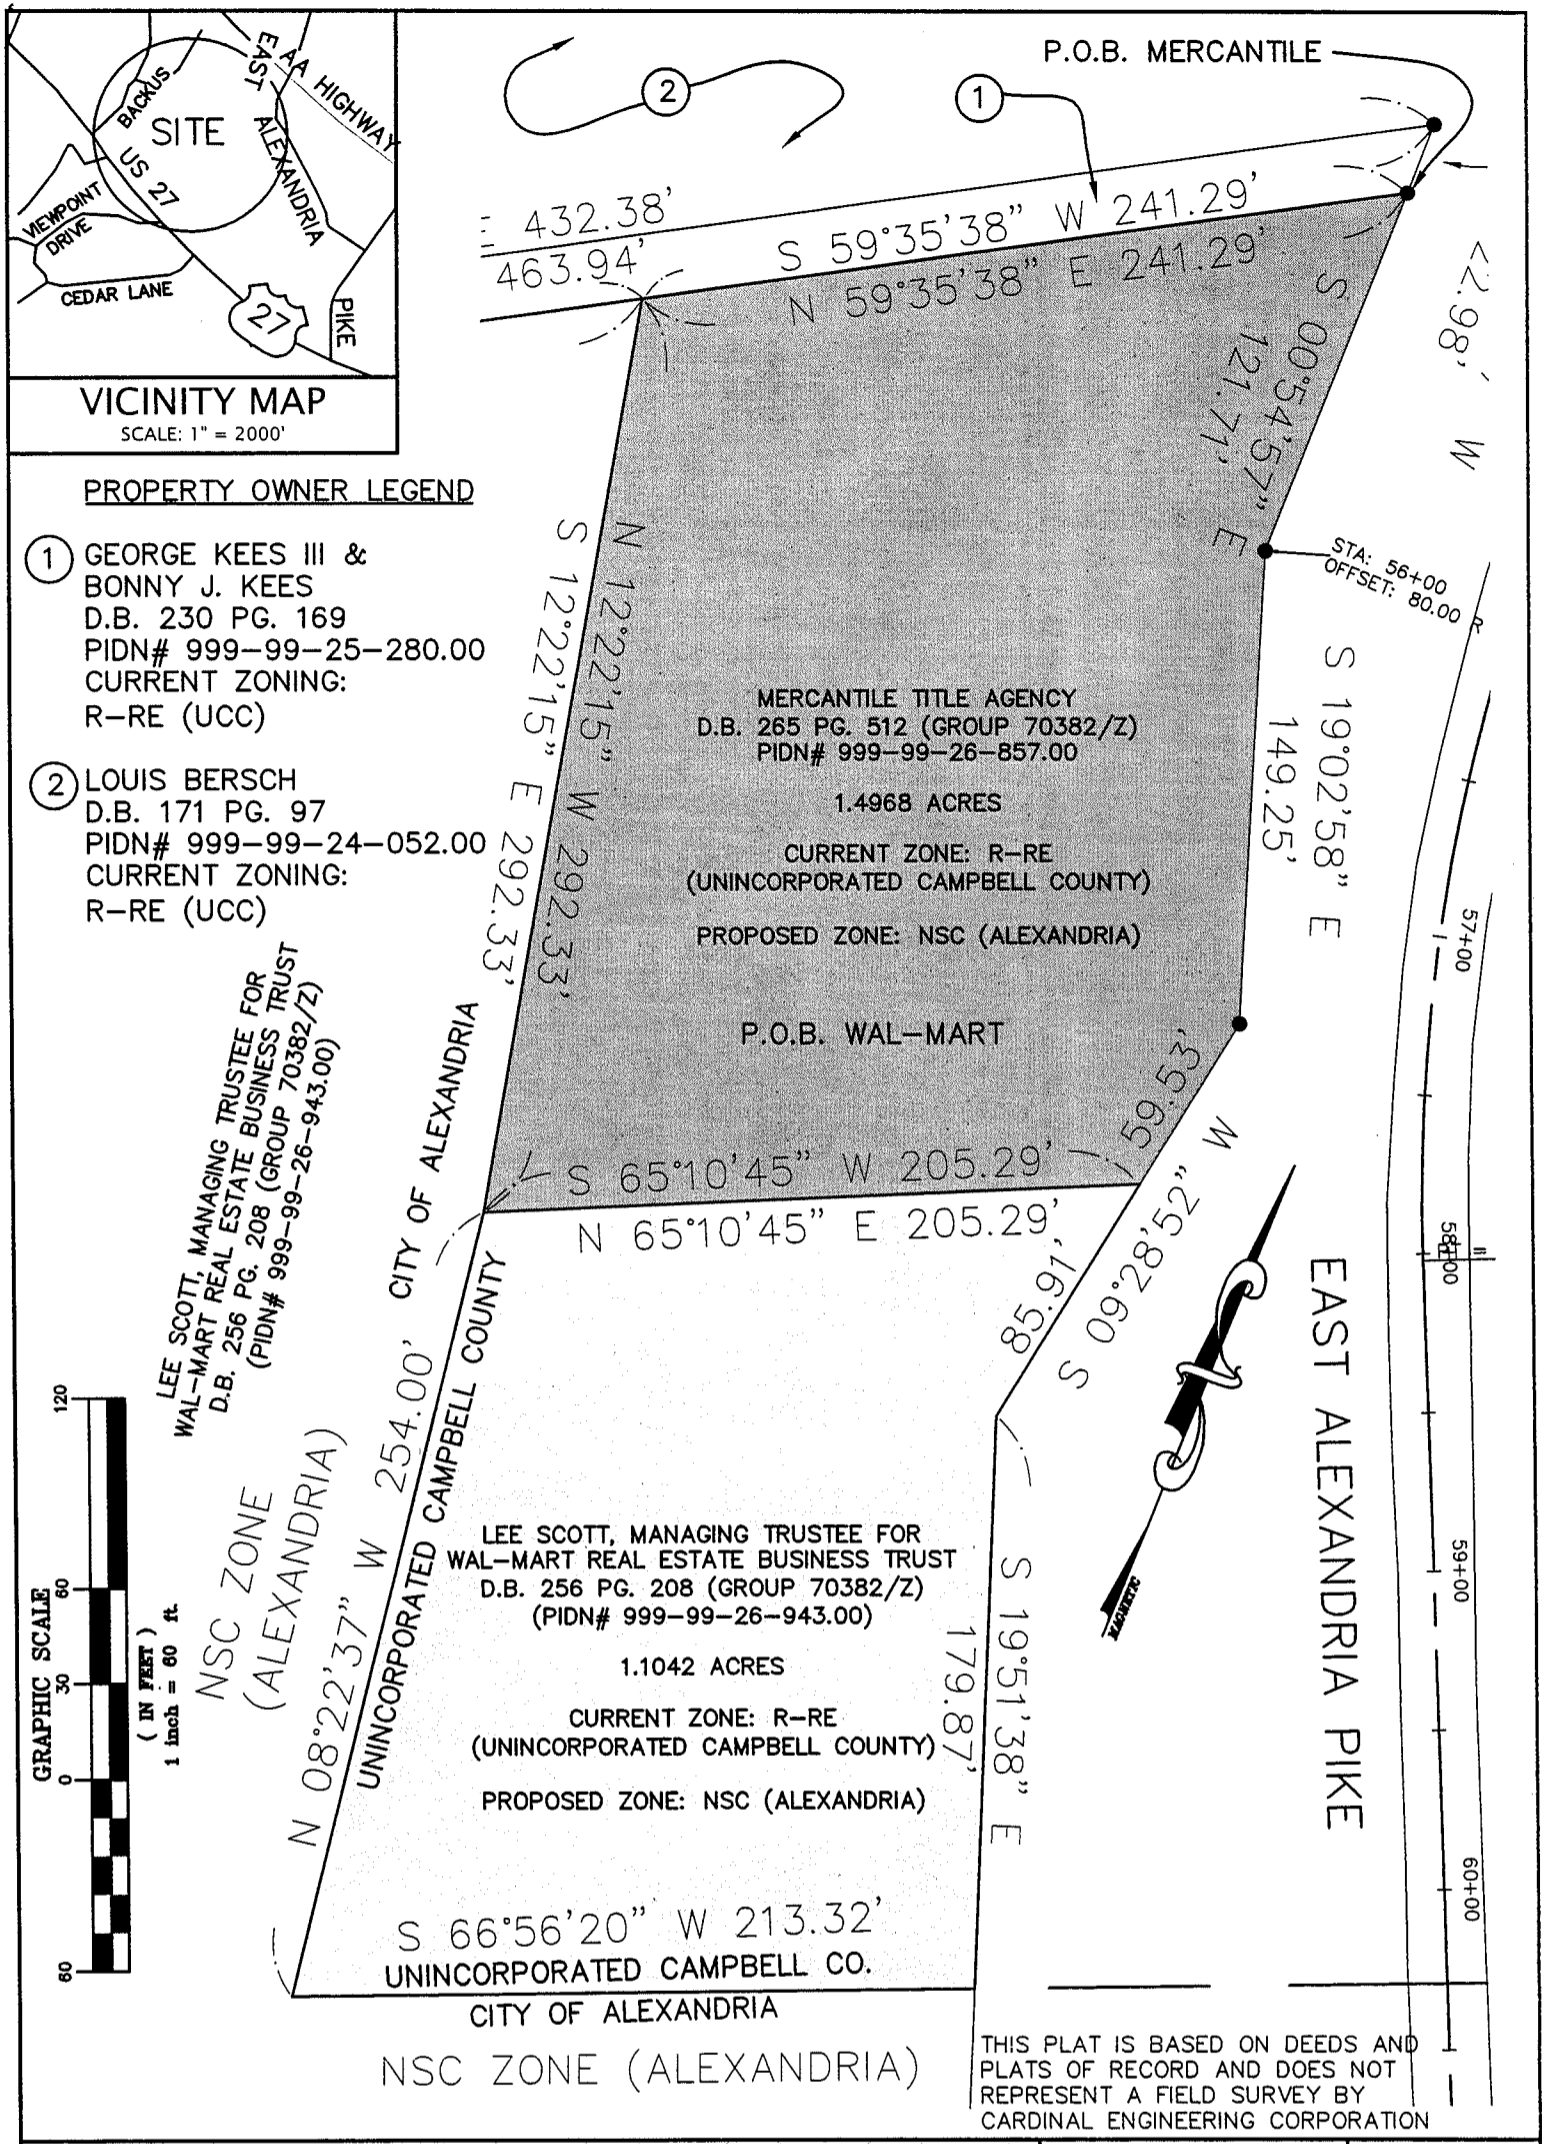 EAST
AA HIGHWAY
BACKUS
SITE
ALEXANDRIA
US 27
VIEWPOINT
DRIVE
CEDAR LANE
27
PIKE
VICINITY MAP
SCALE: 1" = 2000'
P.O.B. MERCANTILE
2
1
432.38'
463.94'
S 59°35'38" W 241.29'
N 59°35'38" E 241.29'
S 00°54'57" E
121.71'
<2.98' W
PROPERTY OWNER LEGEND
1 GEORGE KEES III &
BONNY J. KEES
D.B. 230 PG. 169
PIDN# 999-99-25-280.00
CURRENT ZONING:
R-RE (UCC)
2 LOUIS BERSCH
D.B. 171 PG. 97
PIDN# 999-99-24-052.00
CURRENT ZONING:
R-RE (UCC)
S 12°22'15" E 292.33'
N 12°22'15" W 292.33'
STA: 56+00
OFFSET: 80.00 R
S 19°02'58" E
149.25'
MERCANTILE TITLE AGENCY
D.B. 265 PG. 512 (GROUP 70382/Z)
PIDN# 999-99-26-857.00
1.4968 ACRES
CURRENT ZONE: R-RE
(UNINCORPORATED CAMPBELL COUNTY)
PROPOSED ZONE: NSC (ALEXANDRIA)
P.O.B. WAL-MART
57+00
59.53'
S 65°10'45" W 205.29'
N 65°10'45" E 205.29'
85.91'
S 09°28'52" W
58+00
LEE SCOTT, MANAGING TRUSTEE FOR
WAL-MART REAL ESTATE BUSINESS TRUST
D.B. 256 PG. 208 (GROUP 70382/Z)
(PIDN# 999-99-26-943.00)
CITY OF ALEXANDRIA
UNINCORPORATED CAMPBELL COUNTY
N 08°22'37" W 254.00'
NSC ZONE
(ALEXANDRIA)
GRAPHIC SCALE
120
60
30
0
60
( IN FEET )
1 inch = 60 ft.
MAGNETIC
EAST ALEXANDRIA PIKE
LEE SCOTT, MANAGING TRUSTEE FOR
WAL-MART REAL ESTATE BUSINESS TRUST
D.B. 256 PG. 208 (GROUP 70382/Z)
(PIDN# 999-99-26-943.00)
1.1042 ACRES
CURRENT ZONE: R-RE
(UNINCORPORATED CAMPBELL COUNTY)
PROPOSED ZONE: NSC (ALEXANDRIA)
S 19°51'38" E
179.87'
59+00
60+00
S 66°56'20" W 213.32'
UNINCORPORATED CAMPBELL CO.
CITY OF ALEXANDRIA
NSC ZONE (ALEXANDRIA)
THIS PLAT IS BASED ON DEEDS AND
PLATS OF RECORD AND DOES NOT
REPRESENT A FIELD SURVEY BY
CARDINAL ENGINEERING CORPORATION